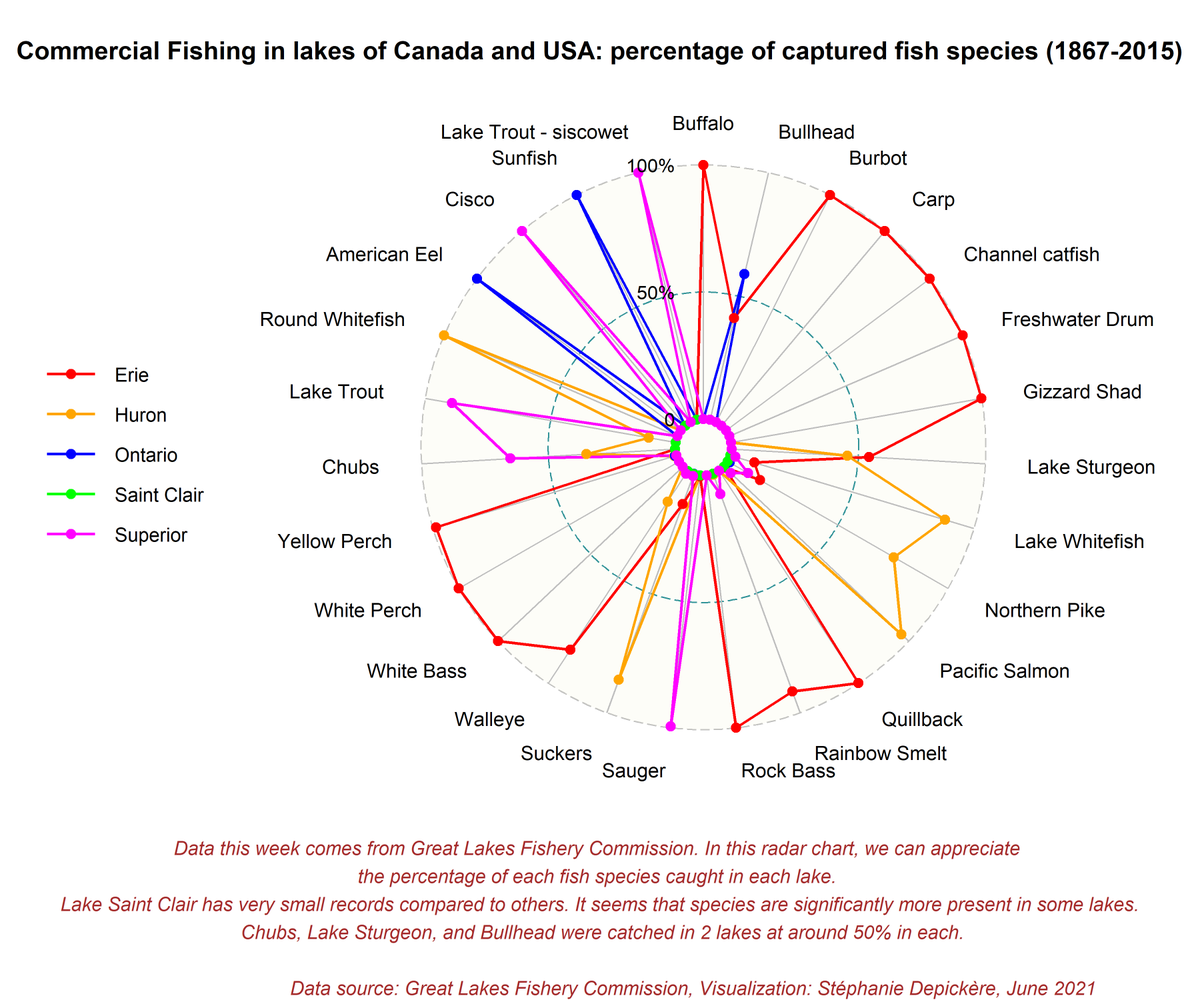 Commercial Fishing in lakes of Canada and USA: percentage of captured fish species (1867-2015)
Buffalo
Lake Trout - siscowet
Bullhead
Sunfish
Burbot
100%
Cisco
Carp
American Eel
Channel catfish
50%
Round Whitefish
Freshwater Drum
Erie
Lake Trout
Gizzard Shad
Huron
0
Ontario
Chubs
Lake Sturgeon
Saint Clair
Superior
Yellow Perch
Lake Whitefish
White Perch
Northern Pike
White Bass
Pacific Salmon
Walleye
Quillback
Suckers
Rainbow Smelt
Sauger
Rock Bass
Data this week comes from Great Lakes Fishery Commission. In this radar chart, we can appreciate
the percentage of each fish species caught in each lake.
Lake Saint Clair has very small records compared to others. It seems that species are significantly more present in some lakes.
Chubs, Lake Sturgeon, and Bullhead were catched in 2 lakes at around 50% in each.
Data source: Great Lakes Fishery Commission, Visualization: Stéphanie Depickère, June 2021